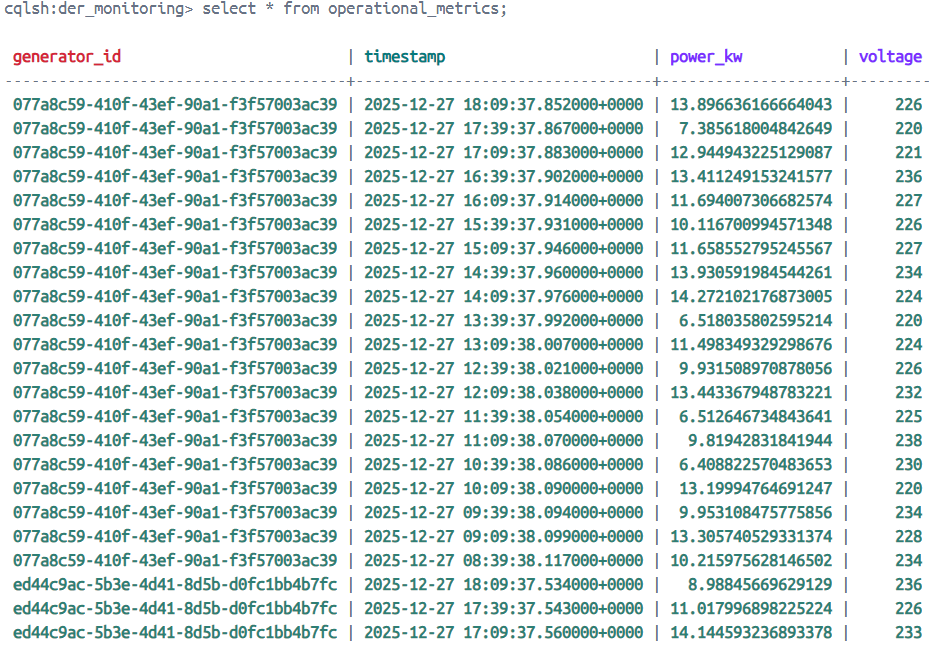 cqlsh:der_monitoring> select * from operational_metrics;
generator_id | timestamp | power_kw | voltage
--------------------------------------+---------------------------------+--------------------+---------
077a8c59-410f-43ef-90a1-f3f57003ac39 | 2025-12-27 18:09:37.852000+0000 | 13.896636166664043 | 226
077a8c59-410f-43ef-90a1-f3f57003ac39 | 2025-12-27 17:39:37.867000+0000 | 7.385618004842649 | 220
077a8c59-410f-43ef-90a1-f3f57003ac39 | 2025-12-27 17:09:37.883000+0000 | 12.944943225129087 | 221
077a8c59-410f-43ef-90a1-f3f57003ac39 | 2025-12-27 16:39:37.902000+0000 | 13.411249153241577 | 236
077a8c59-410f-43ef-90a1-f3f57003ac39 | 2025-12-27 16:09:37.914000+0000 | 11.694007306682574 | 227
077a8c59-410f-43ef-90a1-f3f57003ac39 | 2025-12-27 15:39:37.931000+0000 | 10.116700994571348 | 226
077a8c59-410f-43ef-90a1-f3f57003ac39 | 2025-12-27 15:09:37.946000+0000 | 11.658552795245567 | 227
077a8c59-410f-43ef-90a1-f3f57003ac39 | 2025-12-27 14:39:37.960000+0000 | 13.930591984544261 | 234
077a8c59-410f-43ef-90a1-f3f57003ac39 | 2025-12-27 14:09:37.976000+0000 | 14.272102176873005 | 224
077a8c59-410f-43ef-90a1-f3f57003ac39 | 2025-12-27 13:39:37.992000+0000 | 6.518035802595214 | 220
077a8c59-410f-43ef-90a1-f3f57003ac39 | 2025-12-27 13:09:38.007000+0000 | 11.498349329298676 | 224
077a8c59-410f-43ef-90a1-f3f57003ac39 | 2025-12-27 12:39:38.021000+0000 | 9.931508970878056 | 226
077a8c59-410f-43ef-90a1-f3f57003ac39 | 2025-12-27 12:09:38.038000+0000 | 13.443367948783221 | 232
077a8c59-410f-43ef-90a1-f3f57003ac39 | 2025-12-27 11:39:38.054000+0000 | 6.512646734843641 | 225
077a8c59-410f-43ef-90a1-f3f57003ac39 | 2025-12-27 11:09:38.070000+0000 | 9.81942831841944 | 238
077a8c59-410f-43ef-90a1-f3f57003ac39 | 2025-12-27 10:39:38.086000+0000 | 6.408822570483653 | 230
077a8c59-410f-43ef-90a1-f3f57003ac39 | 2025-12-27 10:09:38.090000+0000 | 13.19994764691247 | 220
077a8c59-410f-43ef-90a1-f3f57003ac39 | 2025-12-27 09:39:38.094000+0000 | 9.953108475775856 | 234
077a8c59-410f-43ef-90a1-f3f57003ac39 | 2025-12-27 09:09:38.099000+0000 | 13.305740529331374 | 228
077a8c59-410f-43ef-90a1-f3f57003ac39 | 2025-12-27 08:39:38.117000+0000 | 10.215975628146502 | 234
ed44c9ac-5b3e-4d41-8d5b-d0fc1bb4b7fc | 2025-12-27 18:09:37.534000+0000 | 8.98845669629129 | 236
ed44c9ac-5b3e-4d41-8d5b-d0fc1bb4b7fc | 2025-12-27 17:39:37.543000+0000 | 11.017996898225224 | 226
ed44c9ac-5b3e-4d41-8d5b-d0fc1bb4b7fc | 2025-12-27 17:09:37.560000+0000 | 14.144593236893378 | 233